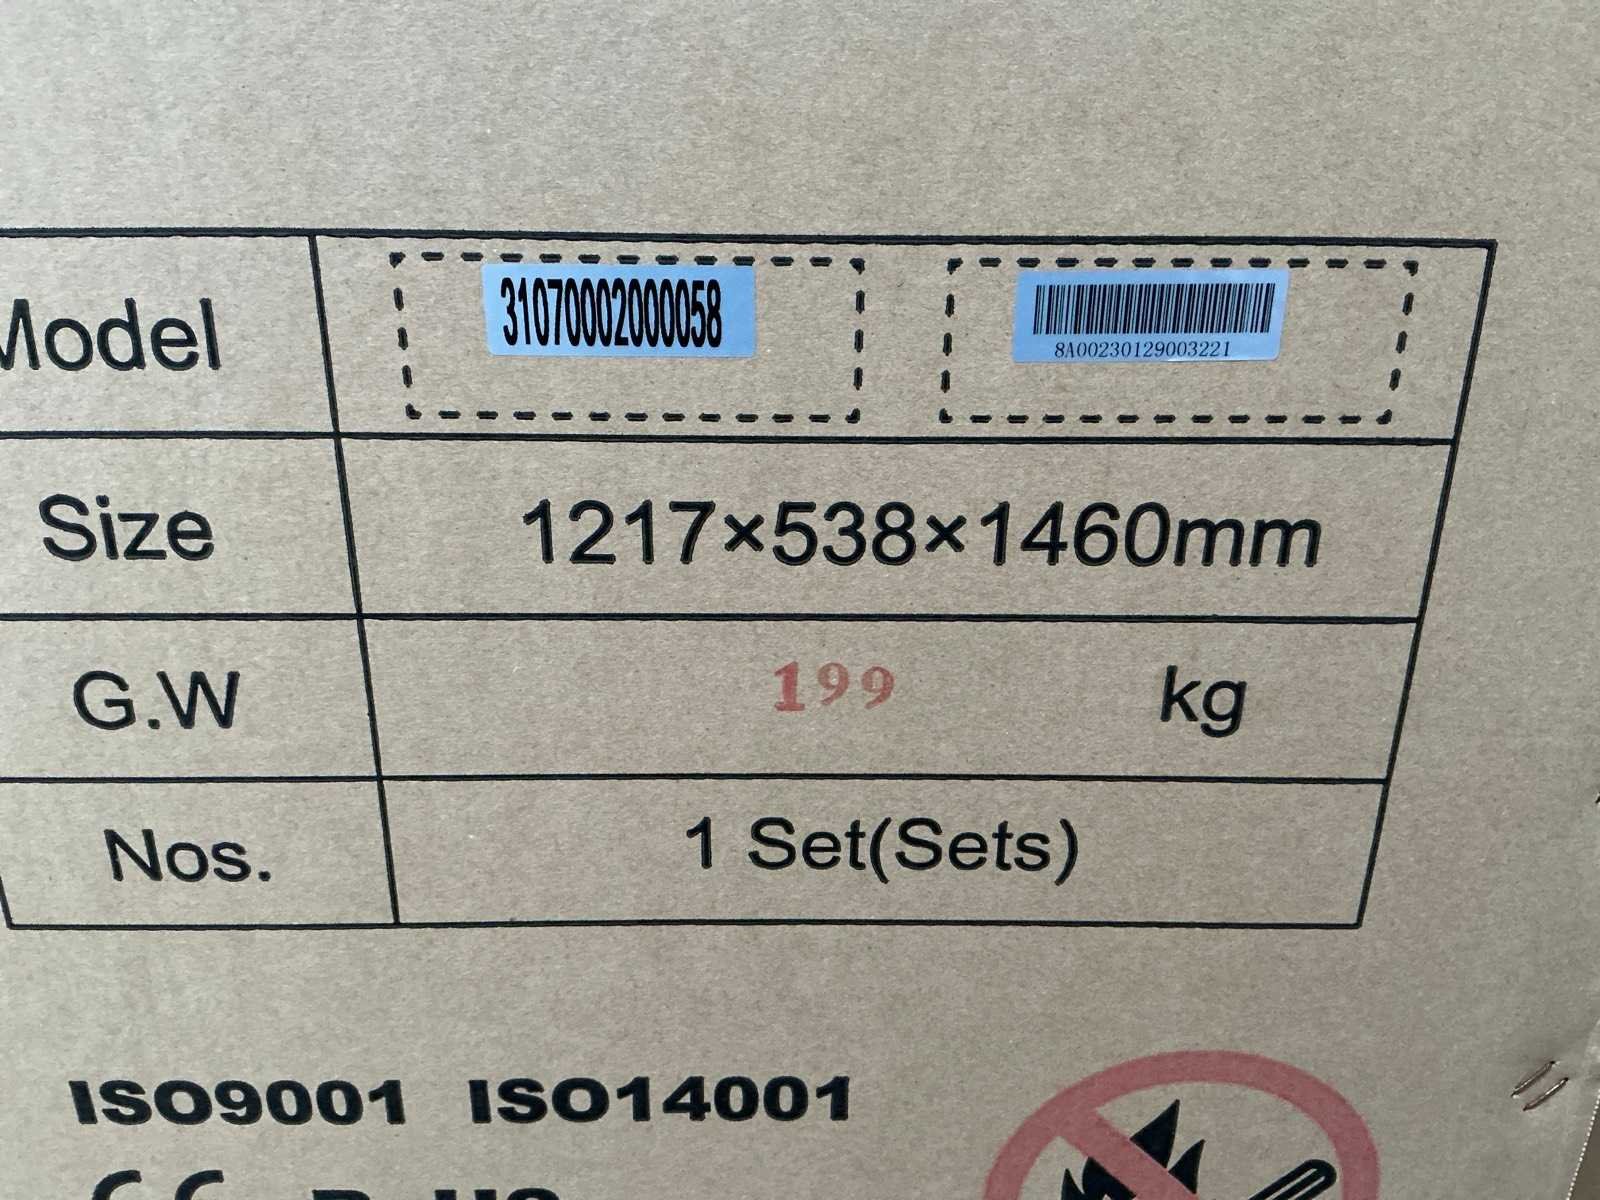 Model 31070002000058 8A00230129003221
Size 1217×538×1460mm
G.W 199 kg
Nos. 1 Set(Sets)
ISO9001 ISO14001